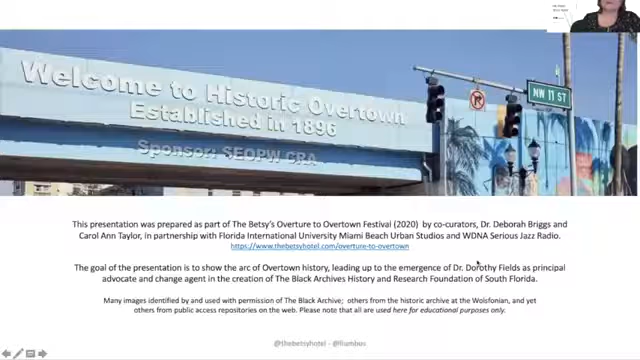 Welcome to Historic Overtown
Established in 1896
Sponsor: SEOPW CRA
NW 11 ST
This presentation was prepared as part of The Betsy's Overture to Overtown Festival (2020) by co-curators, Dr. Deborah Briggs and
Carol Ann Taylor, in partnership with Florida International University Miami Beach Urban Studios and WDNA Serious Jazz Radio.
https://www.thebetsyhotel.com/overture-to-overtown
The goal of the presentation is to show the arc of Overtown history, leading up to the emergence of Dr. Dorothy Fields as principal
advocate and change agent in the creation of The Black Archives History and Research Foundation of South Florida.
Many images identified by and used with permission of The Black Archive; others from the historic archive at the Wolfsonian, and yet
others from public access repositories on the web. Please note that all are used here for educational purposes only.
@thebetsyhotel - @fiumbus